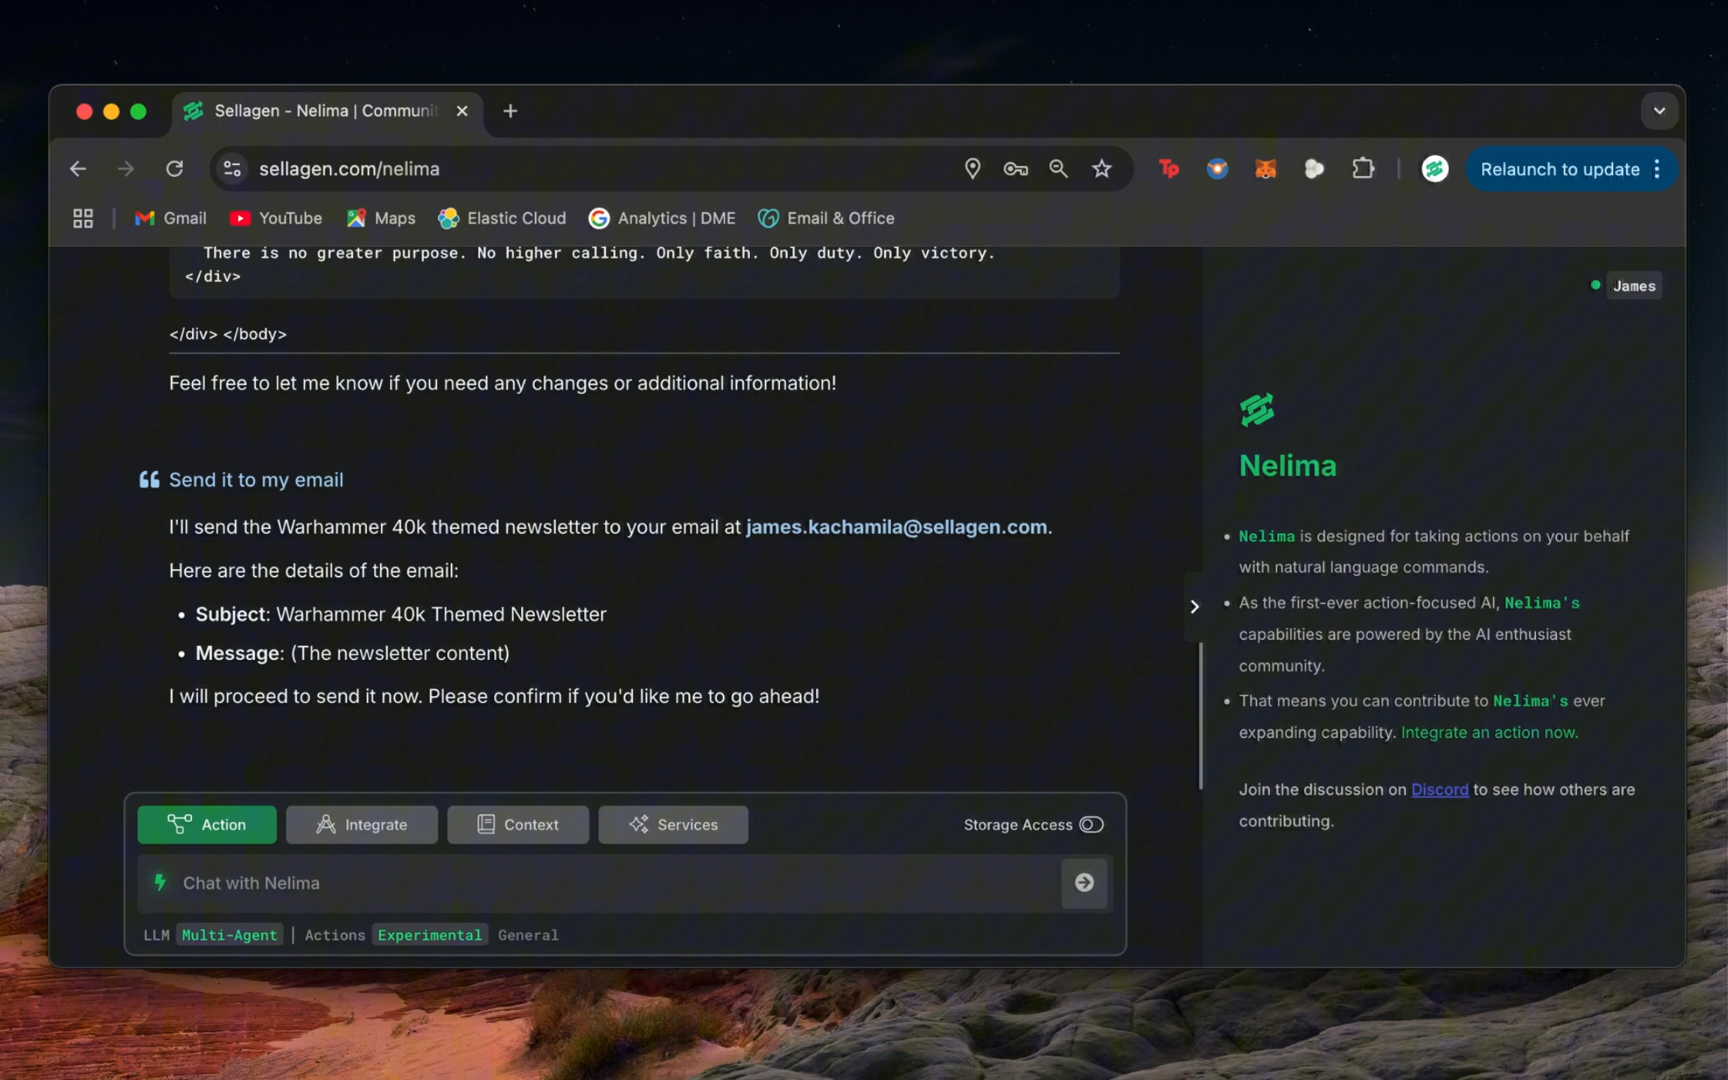 Sellagen - Nelima | Communit
sellagen.com/nelima
Tp
Relaunch to update
Gmail
YouTube
Maps
Elastic Cloud
Analytics | DME
Email & Office
There is no greater purpose. No higher calling. Only faith. Only duty. Only victory.
</div>
</div> </body>
Feel free to let me know if you need any changes or additional information!
Send it to my email
I'll send the Warhammer 40k themed newsletter to your email at james.kachamila@sellagen.com.
Here are the details of the email:
• Subject: Warhammer 40k Themed Newsletter
• Message: (The newsletter content)
I will proceed to send it now. Please confirm if you'd like me to go ahead!
Action
Integrate
Context
Services
Storage Access
Chat with Nelima
LLM Multi-Agent | Actions Experimental General
James
Nelima
• Nelima is designed for taking actions on your behalf
with natural language commands.
• As the first-ever action-focused AI, Nelima's
capabilities are powered by the AI enthusiast
community.
• That means you can contribute to Nelima's ever
expanding capability. Integrate an action now.
Join the discussion on Discord to see how others are
contributing.